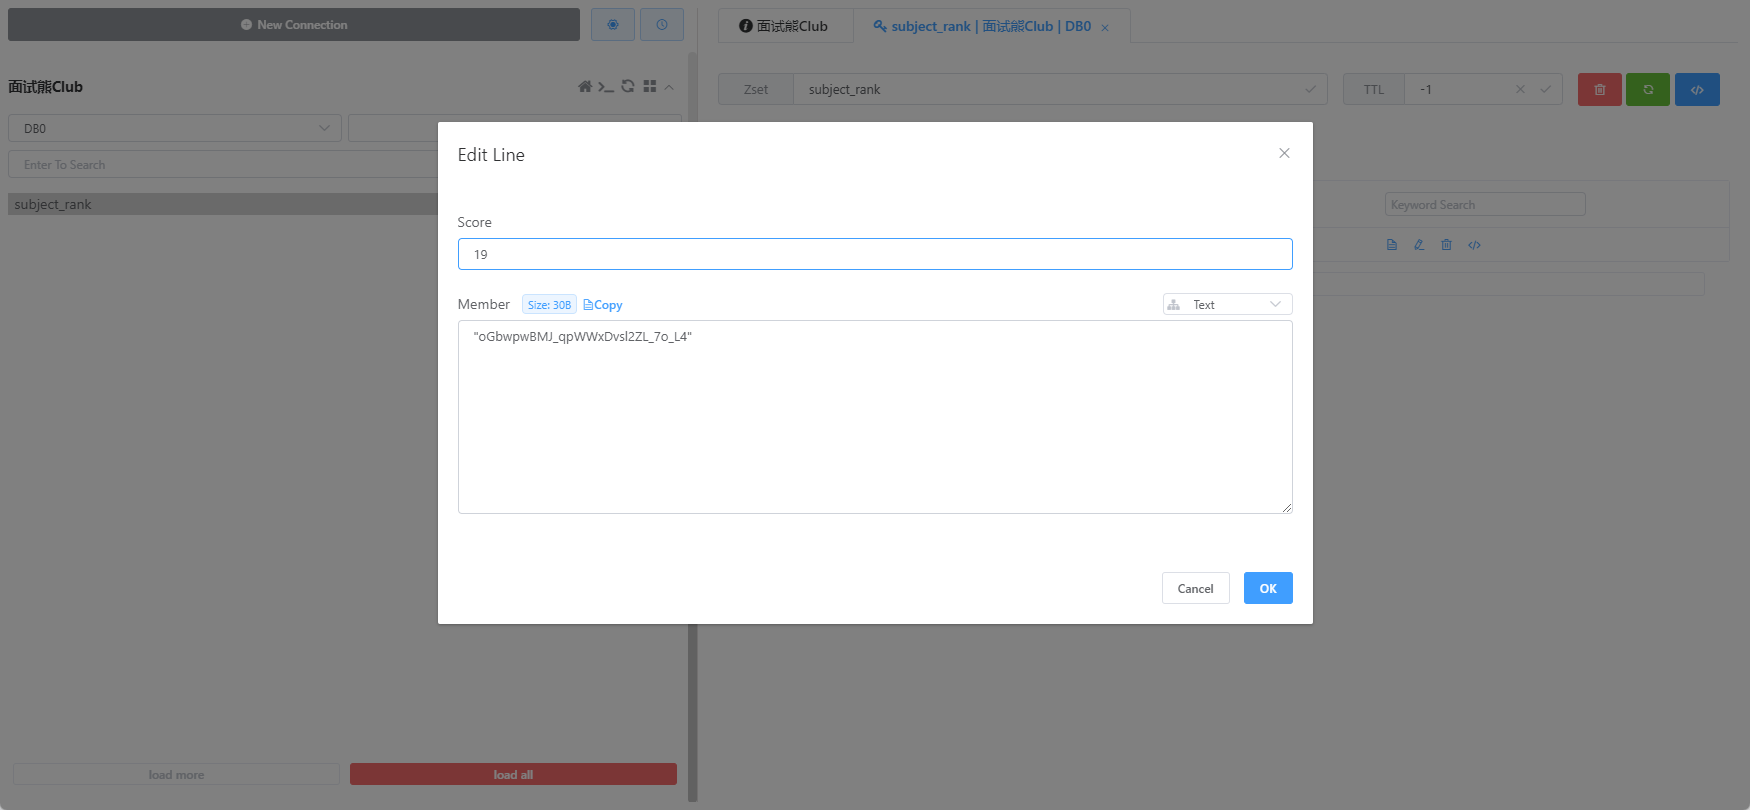 New Connection
面试熊Club
subject_rank | 面试熊Club | DB0
面试熊Club
Zset
subject_rank
TTL
-1
DB0
Enter To Search
subject_rank
Keyword Search
Edit Line
Score
19
Member
Size: 30B
Copy
Text
"oGbwpwBMJ_qpWWxDvsl2ZL_7o_L4"
Cancel
OK
load more
load all